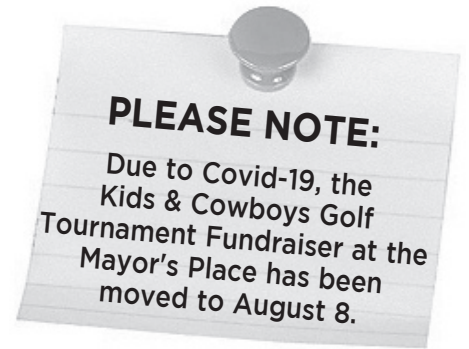 PLEASE NOTE:
Due to Covid-19, the
Kids & Cowboys Golf
Tournament Fundraiser at the
Mayor's Place has been
moved to August 8.